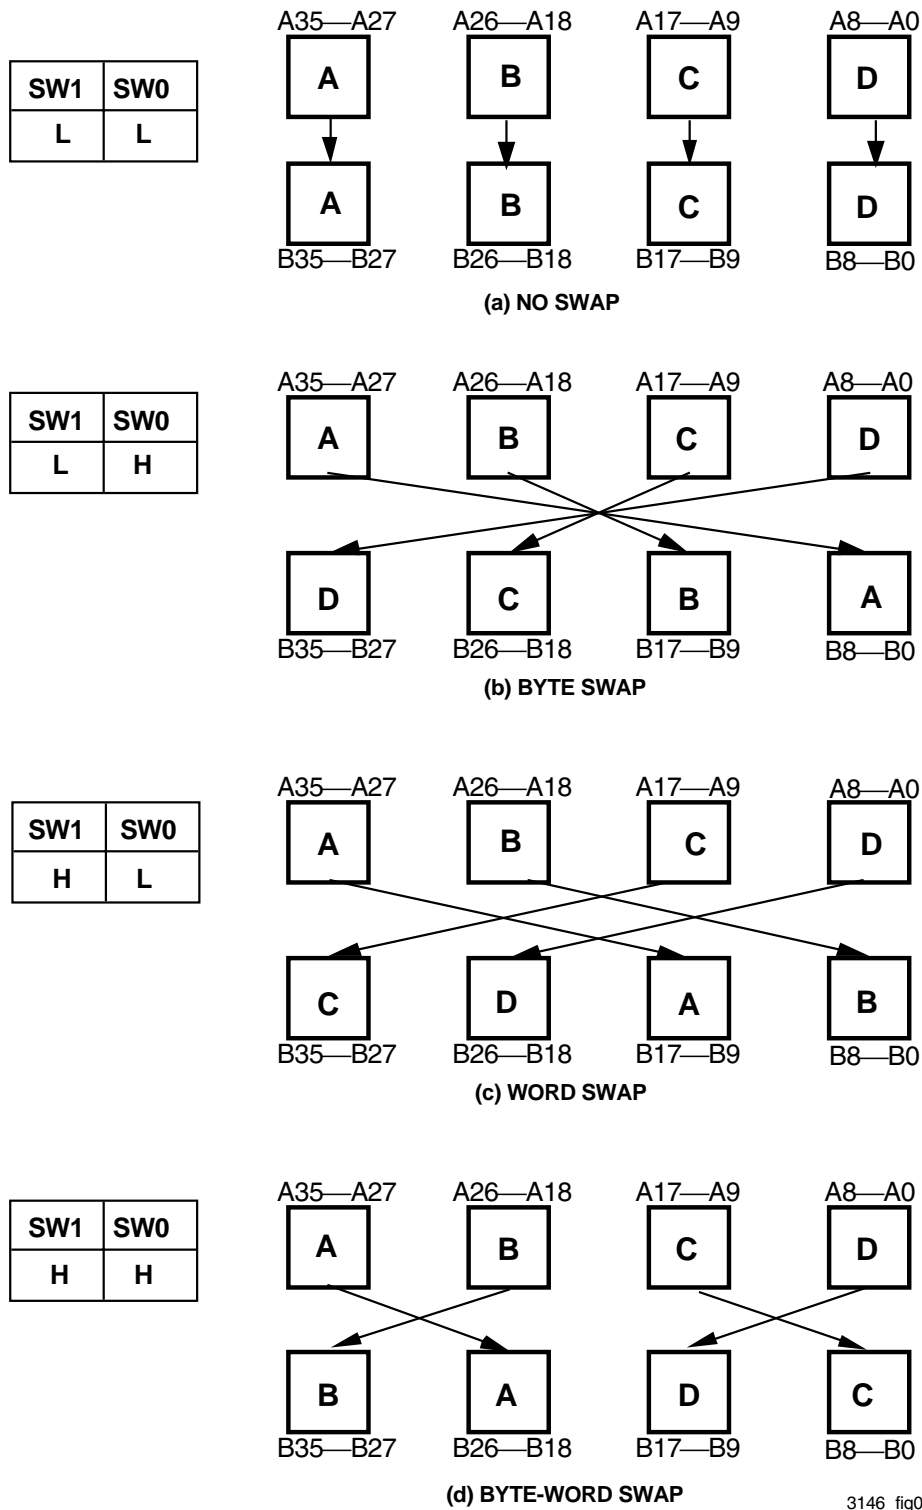 A35—A27 A26—A18 A17—A9 A8—A0
SW1 SW0
L L
A B C D
A B C D
B35—B27 B26—B18 B17—B9 B8—B0
(a) NO SWAP
A35—A27 A26—A18 A17—A9 A8—A0
SW1 SW0
L H
A B C D
D C B A
B35—B27 B26—B18 B17—B9 B8—B0
(b) BYTE SWAP
A35—A27 A26—A18 A17—A9 A8—A0
SW1 SW0
H L
A B C D
C D A B
B35—B27 B26—B18 B17—B9 B8—B0
(c) WORD SWAP
A35—A27 A26—A18 A17—A9 A8—A0
SW1 SW0
H H
A B C D
B A D C
B35—B27 B26—B18 B17—B9 B8—B0
(d) BYTE-WORD SWAP
3146 fig0